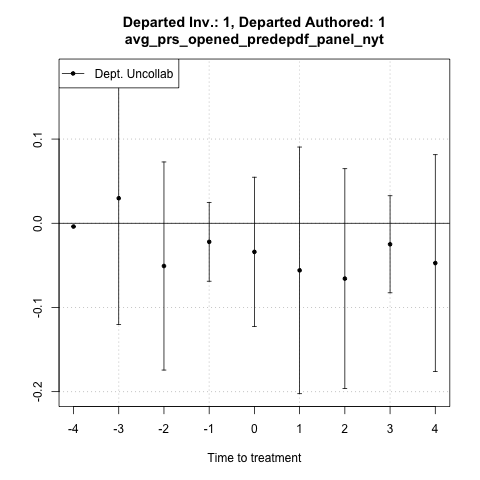 Departed Inv.: 1, Departed Authored: 1
avg_prs_opened_predepdf_panel_nyt
Dept. Uncollab
0.1
0.0
-0.1
-0.2
-4 -3 -2 -1 0 1 2 3 4
Time to treatment